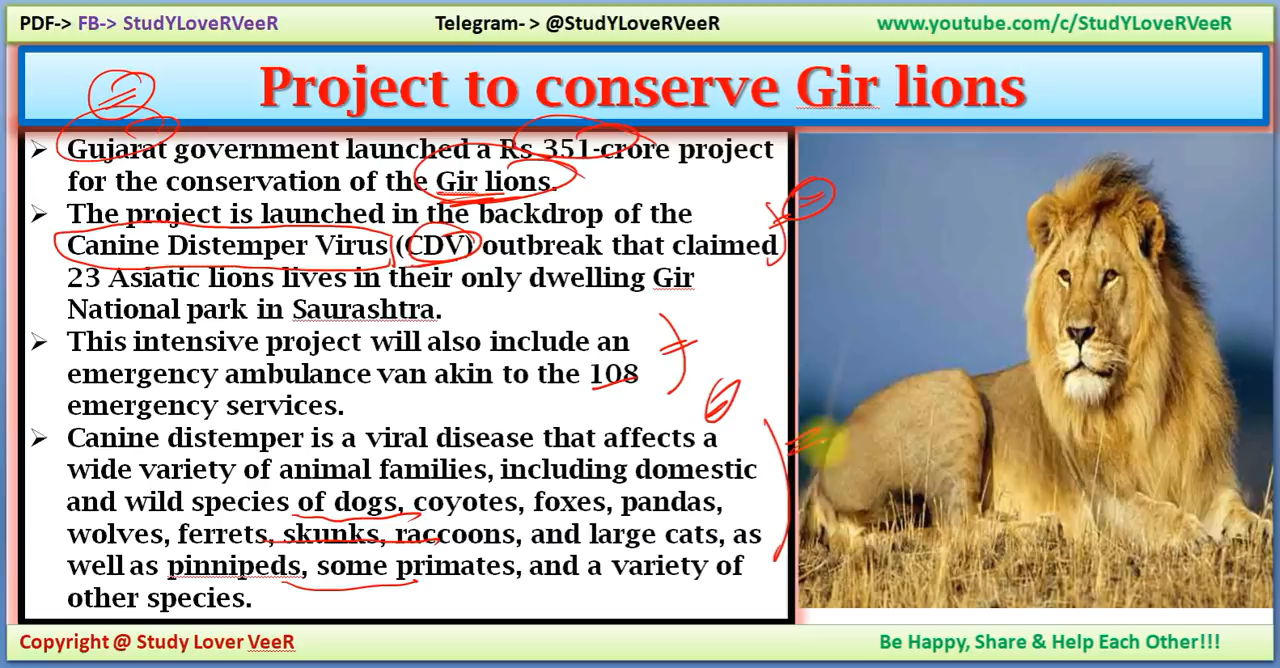 PDF-> FB-> StudYLoveRVeeR Telegram- > @StudYLoveRVeeR www.youtube.com/c/StudYLoveRVeeR
Project to conserve Gir lions
➢ Gujarat government launched a Rs 351-crore project
for the conservation of the Gir lions.
➢ The project is launched in the backdrop of the
Canine Distemper Virus (CDV) outbreak that claimed
23 Asiatic lions lives in their only dwelling Gir
National park in Saurashtra.
➢ This intensive project will also include an
emergency ambulance van akin to the 108
emergency services.
➢ Canine distemper is a viral disease that affects a
wide variety of animal families, including domestic
and wild species of dogs, coyotes, foxes, pandas,
wolves, ferrets, skunks, raccoons, and large cats, as
well as pinnipeds, some primates, and a variety of
other species.
Copyright @ Study Lover VeeR Be Happy, Share & Help Each Other!!!